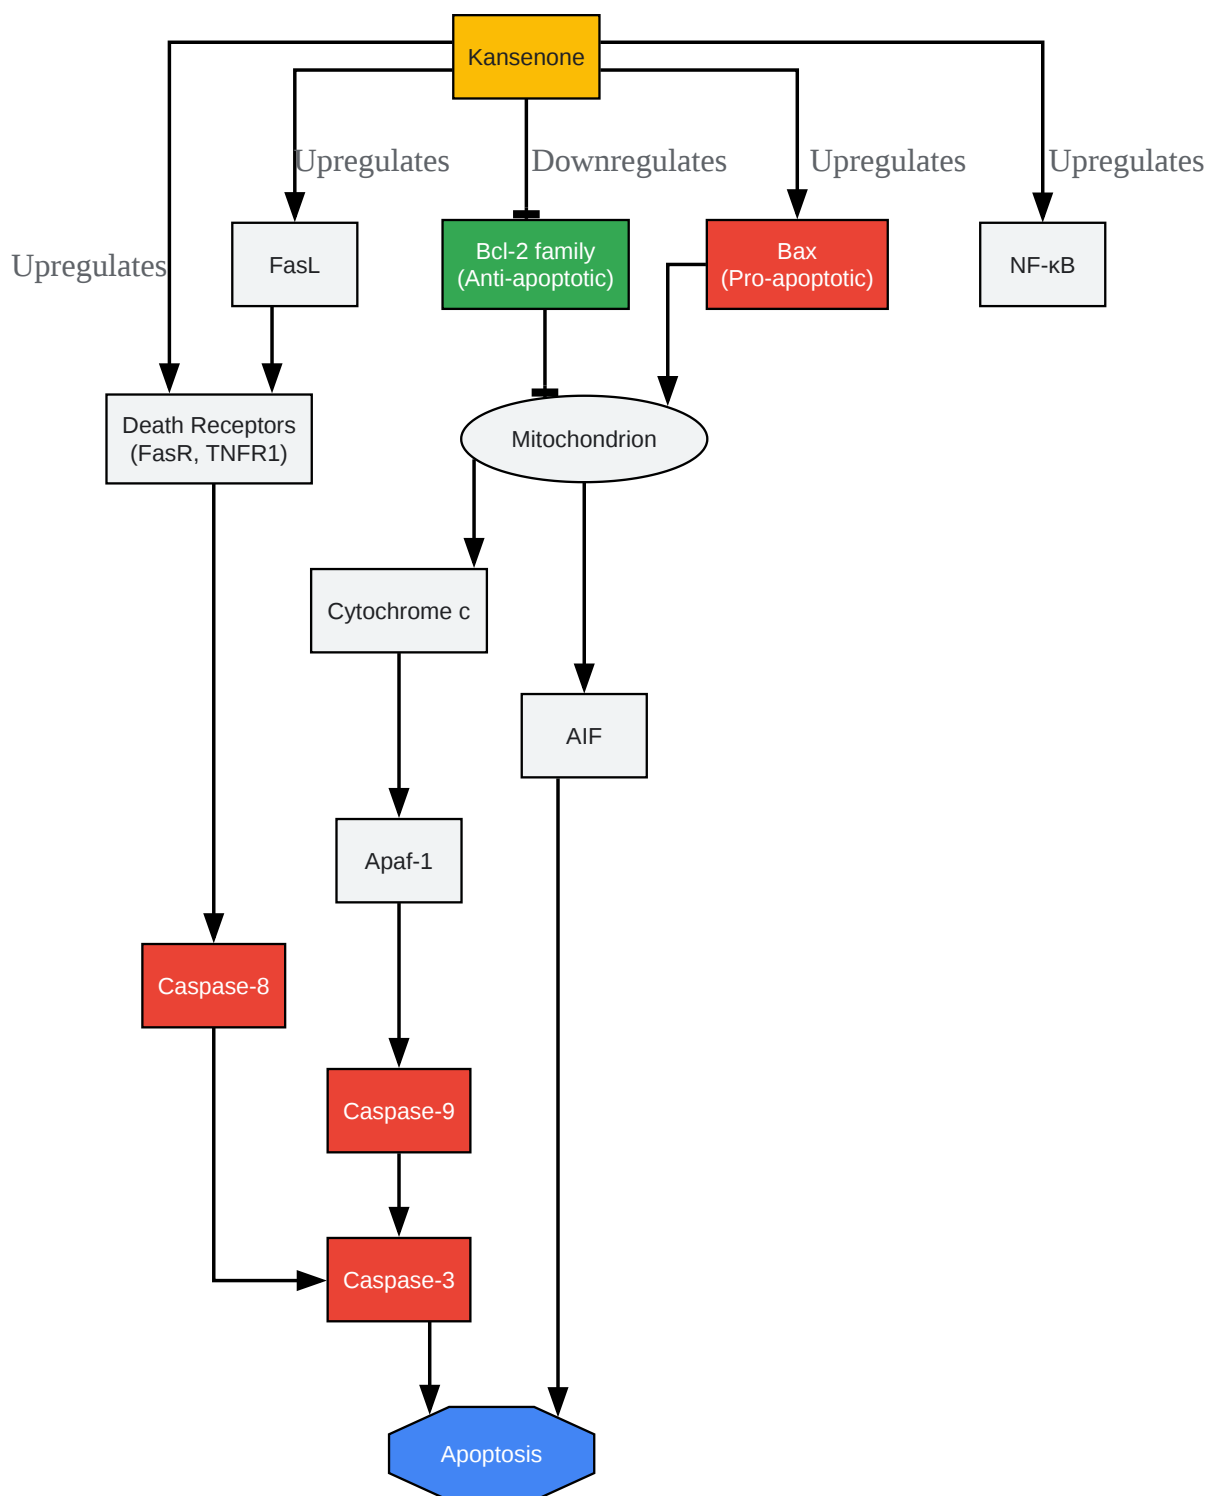 Kansenone
Upregulates
Downregulates
Upregulates
Upregulates
Upregulates
FasL
Bcl-2 family
(Anti-apoptotic)
Bax
(Pro-apoptotic)
NF-κB
Death Receptors
(FasR, TNFR1)
Mitochondrion
Cytochrome c
AIF
Apaf-1
Caspase-8
Caspase-9
Caspase-3
Apoptosis